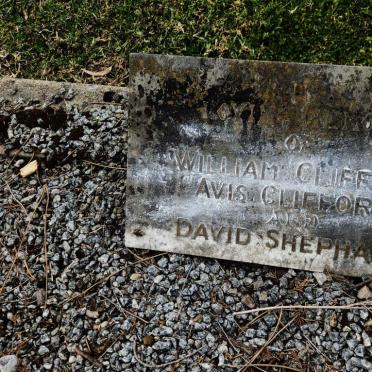 OF
WILLIAM CLIFF
AVIS CLIFFOR
AND
DAVID SHEPHA